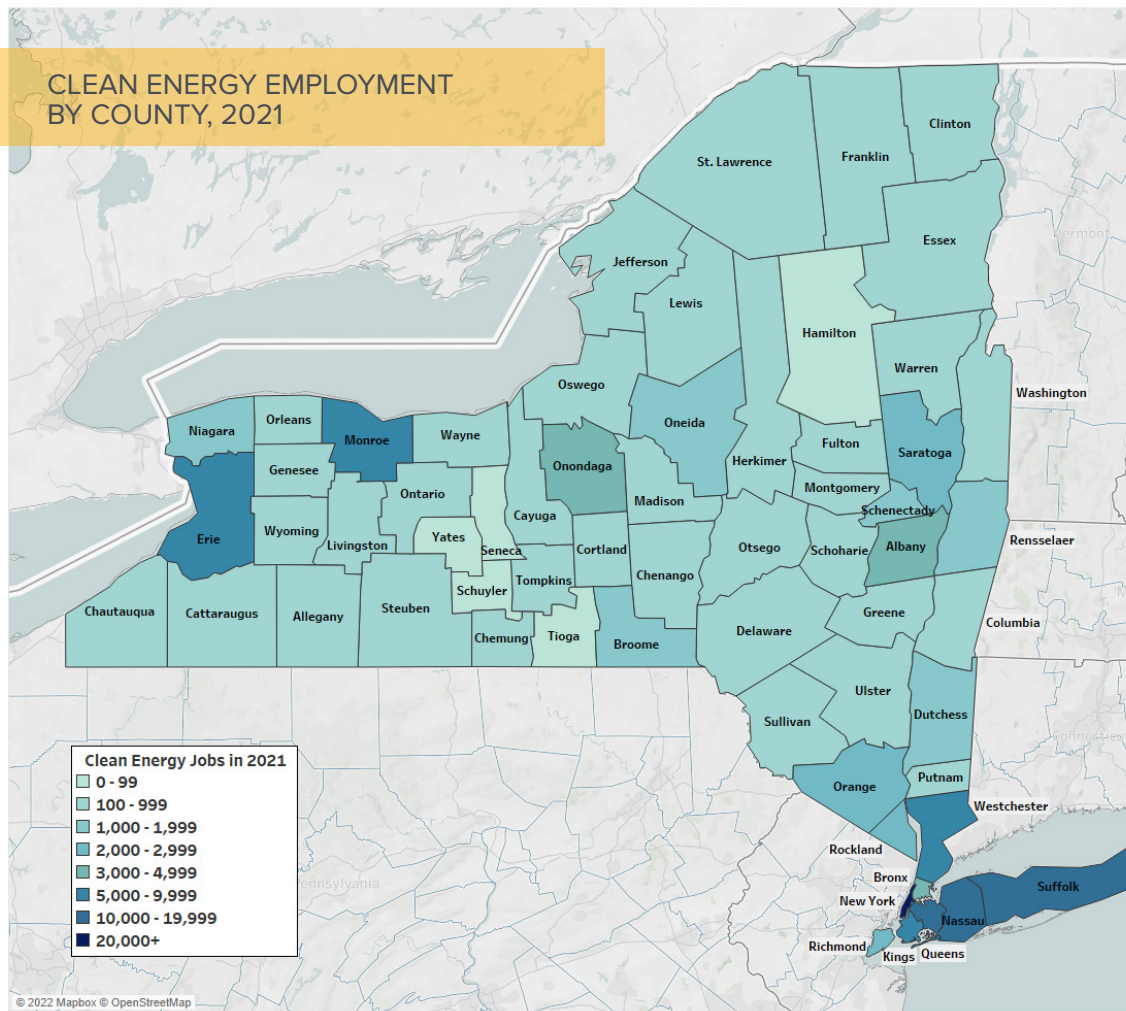 CLEAN ENERGY EMPLOYMENT
BY COUNTY, 2021
Clinton
Franklin
St. Lawrence
Vermont
Essex
Jefferson
Lewis
Hamilton
Warren
Oswego
Washington
Orleans
Niagara
Monroe
Wayne
Oneida
Fulton
Saratoga
Herkimer
Onondaga
Genesee
Montgomery
Ontario
Madison
Schenectady
Cayuga
Wyoming
Erie
Livingston
Yates
Seneca
Cortland
Otsego
Schoharie
Albany
Rensselaer
Chenango
Tompkins
Schuyler
Steuben
Chautauqua
Cattaraugus
Allegany
Greene
Columbia
Delaware
Chemung
Tioga
Broome
Ulster
Dutchess
Sullivan
Connecticut
Clean Energy Jobs in 2021
0 - 99
100 - 999
1,000 - 1,999
2,000 - 2,999
3,000 - 4,999
5,000 - 9,999
10,000 - 19,999
20,000+
Putnam
Orange
Westchester
Rockland
Pennsylvania
Bronx
Suffolk
New York
Nassau
Richmond
Kings
Queens
© 2022 Mapbox © OpenStreetMap